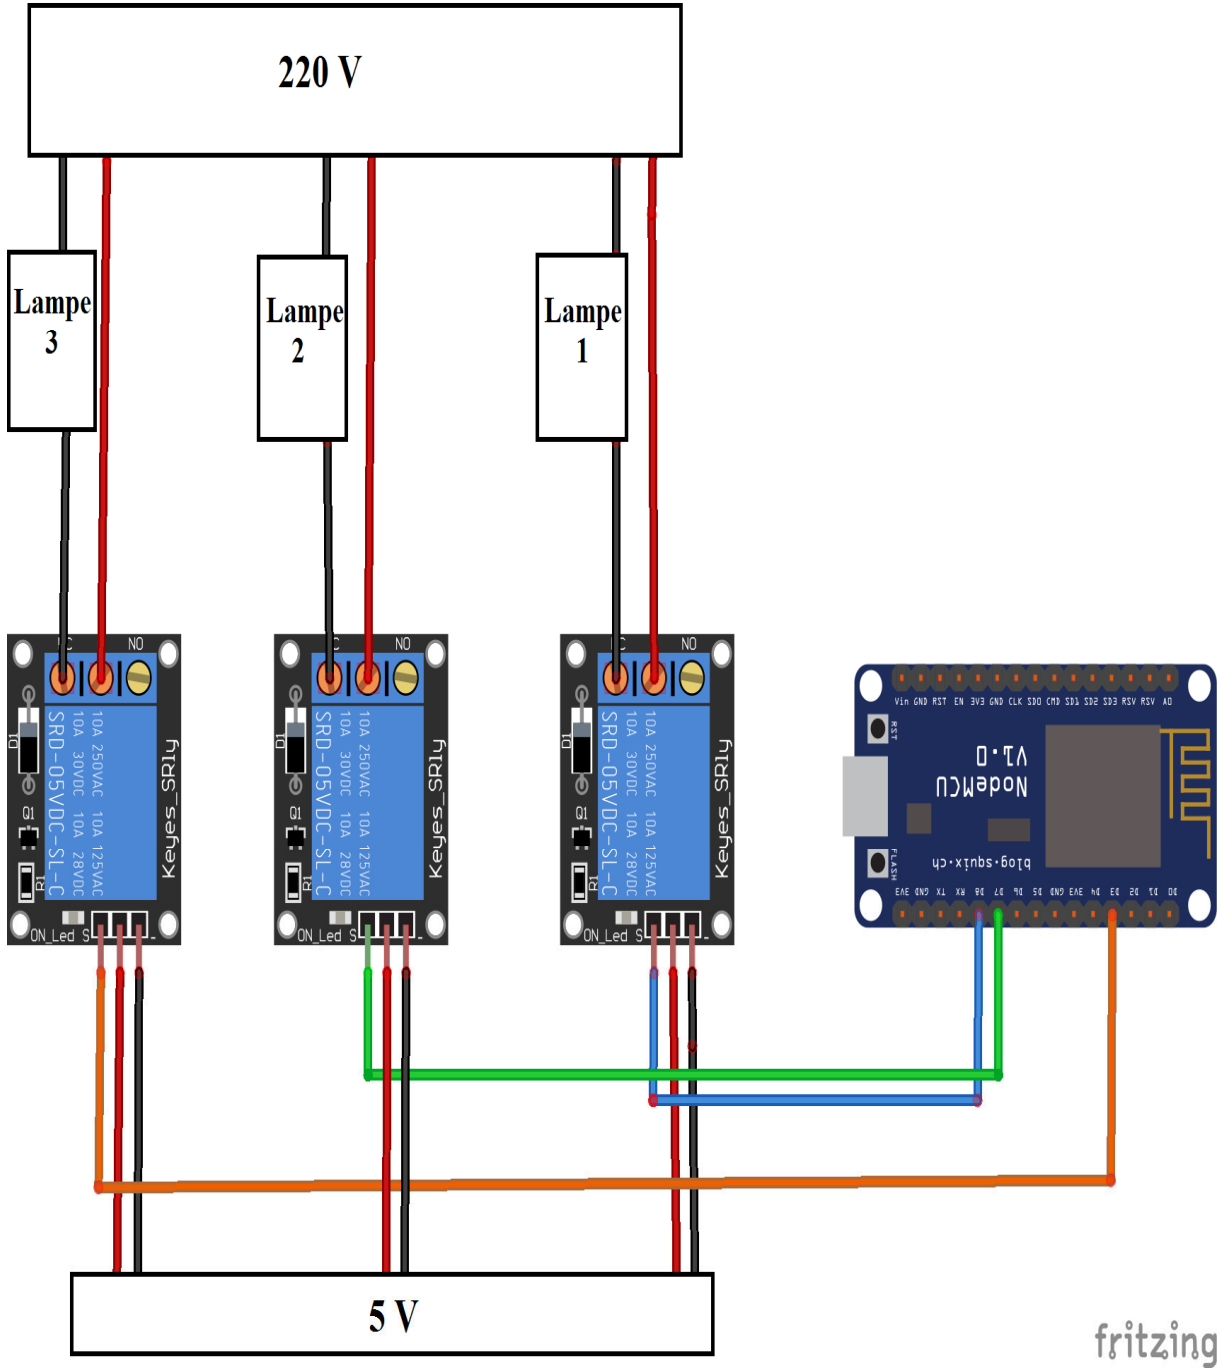 220 V
Lampe
3
Lampe
2
Lampe
1
NO
C
NO
C
NO
D1
Q1
R1
SRD-05VDC-SL-C
10A 30VDC 10A 28VDC
10A 250VAC 10A 125VAC
Keyes_SRly
ON_Led S
-
D1
Q1
R1
SRD-05VDC-SL-C
10A 30VDC 10A 28VDC
10A 250VAC 10A 125VAC
Keyes_SRly
ON_Led S
-
D1
Q1
R1
SRD-05VDC-SL-C
10A 30VDC 10A 28VDC
10A 250VAC 10A 125VAC
Keyes_SRly
ON_Led S
-
Vin GND RST EN 3V3 GND CLK SD0 CMD SD1 SD2 SD3 RSV RSV A0
RST
NodeMCU
V1.0
FLASH
blog.squix.ch
3V3 GND TX RX D8 D7 D6 D5 GND 3V3 D4 D3 D2 D1 D0
5 V
fritzing